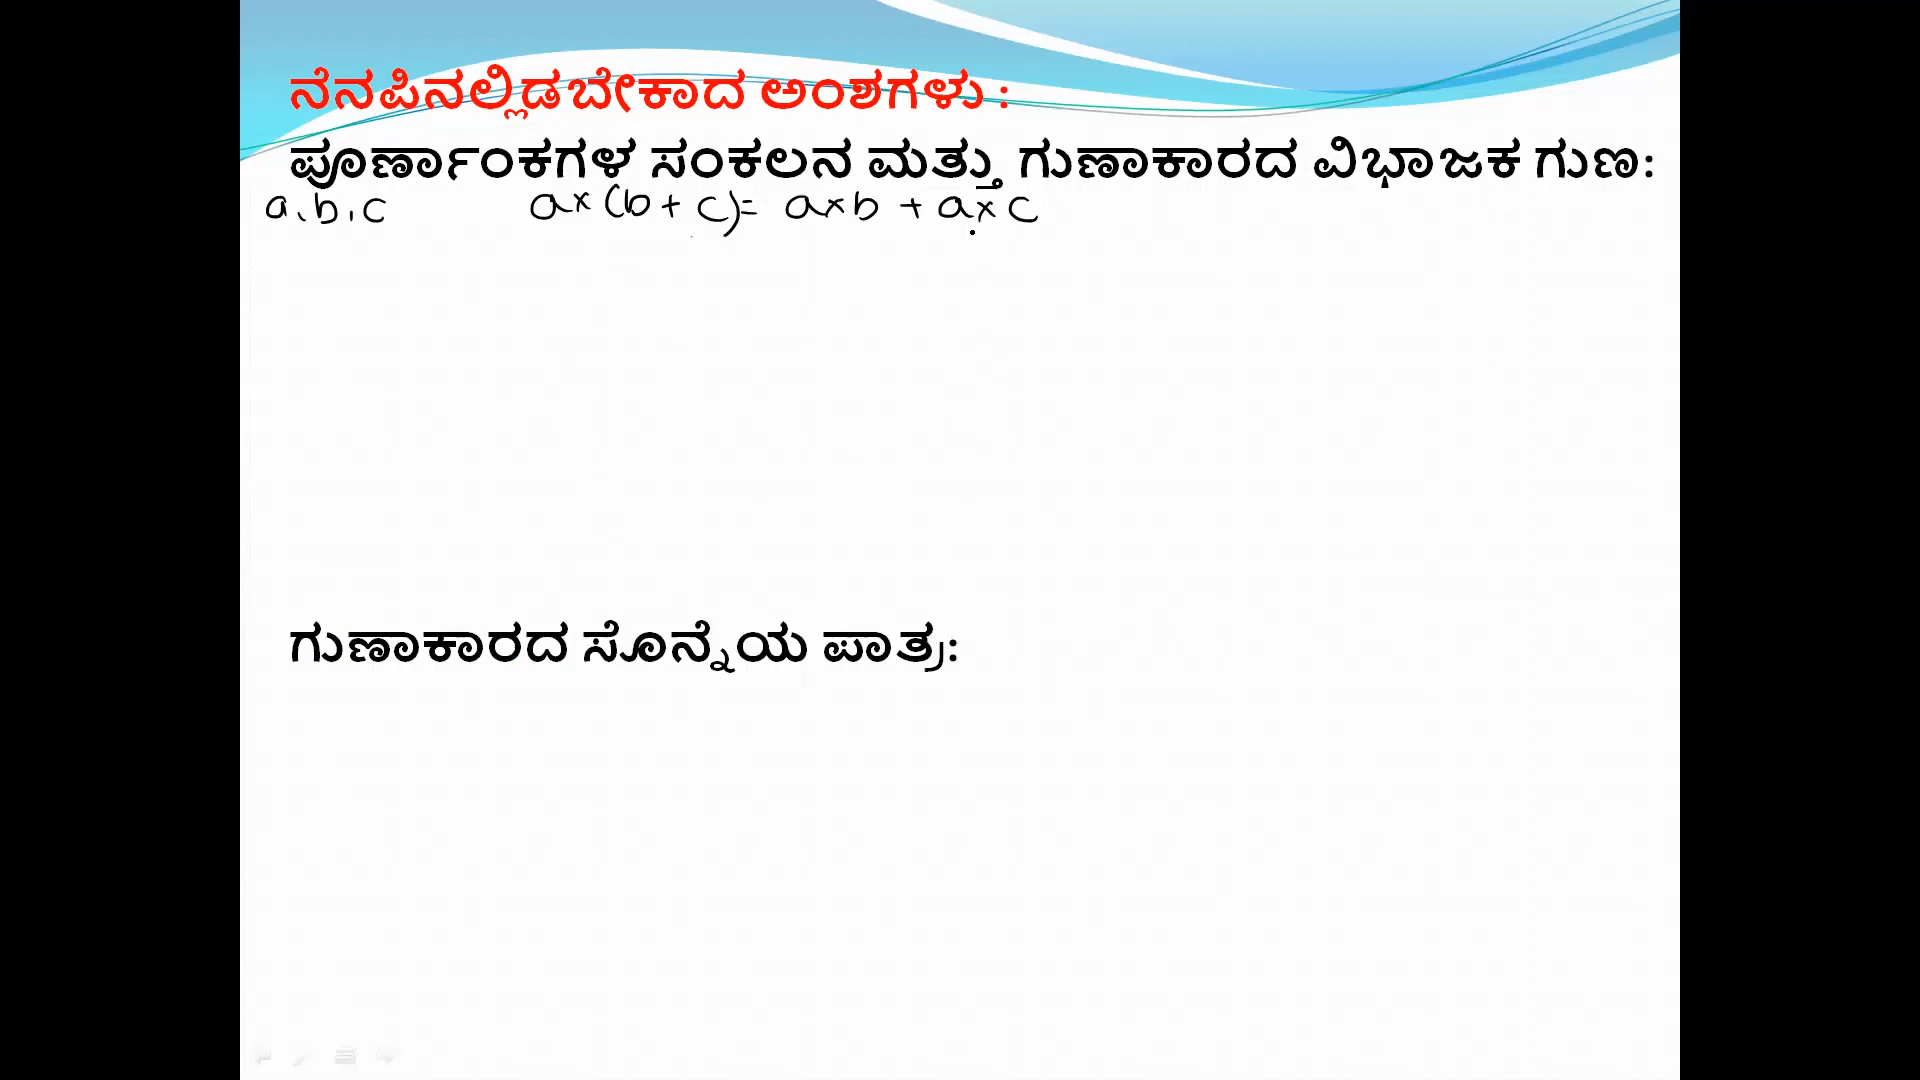 ನೆನಪಿನಲ್ಲಿಡಬೇಕಾದ ಅಂಶಗಳು :
ಪೂರ್ಣಾಂಕಗಳ ಸಂಕಲನ ಮತ್ತು ಗುಣಾಕಾರದ ವಿಭಾಜಕ ಗುಣ:
a, b, c a×(b + c)= a×b + a×c
ಗುಣಾಕಾರದ ಸೊನ್ನೆಯ ಪಾತ್ರ: